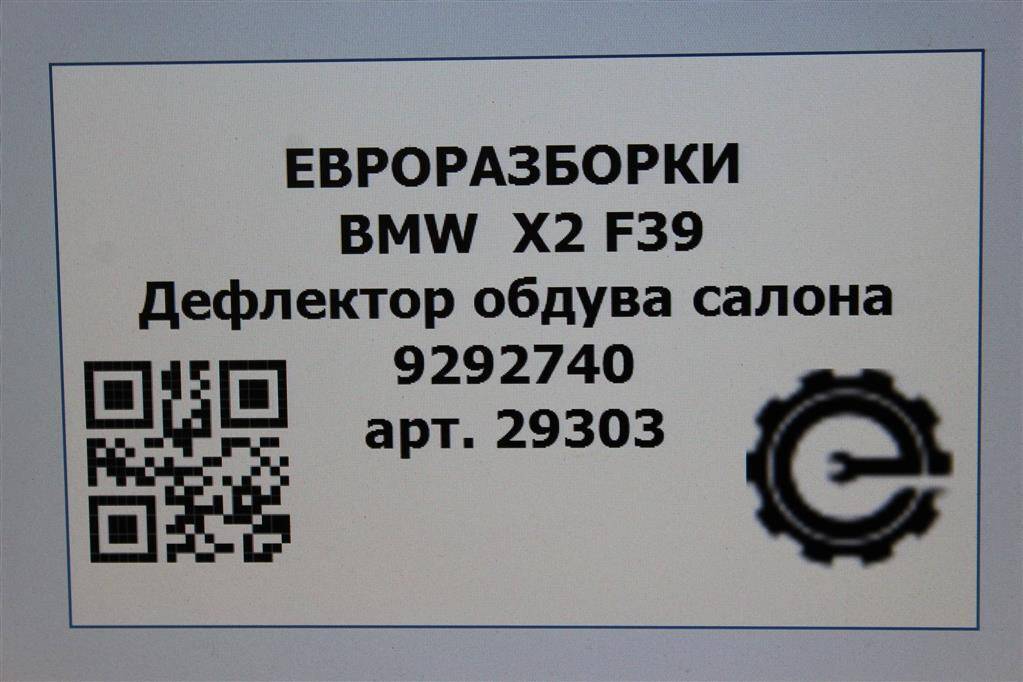 ЕВРОРАЗБОРКИ
BMW X2 F39
Дефлектор обдува салона
9292740
арт. 29303